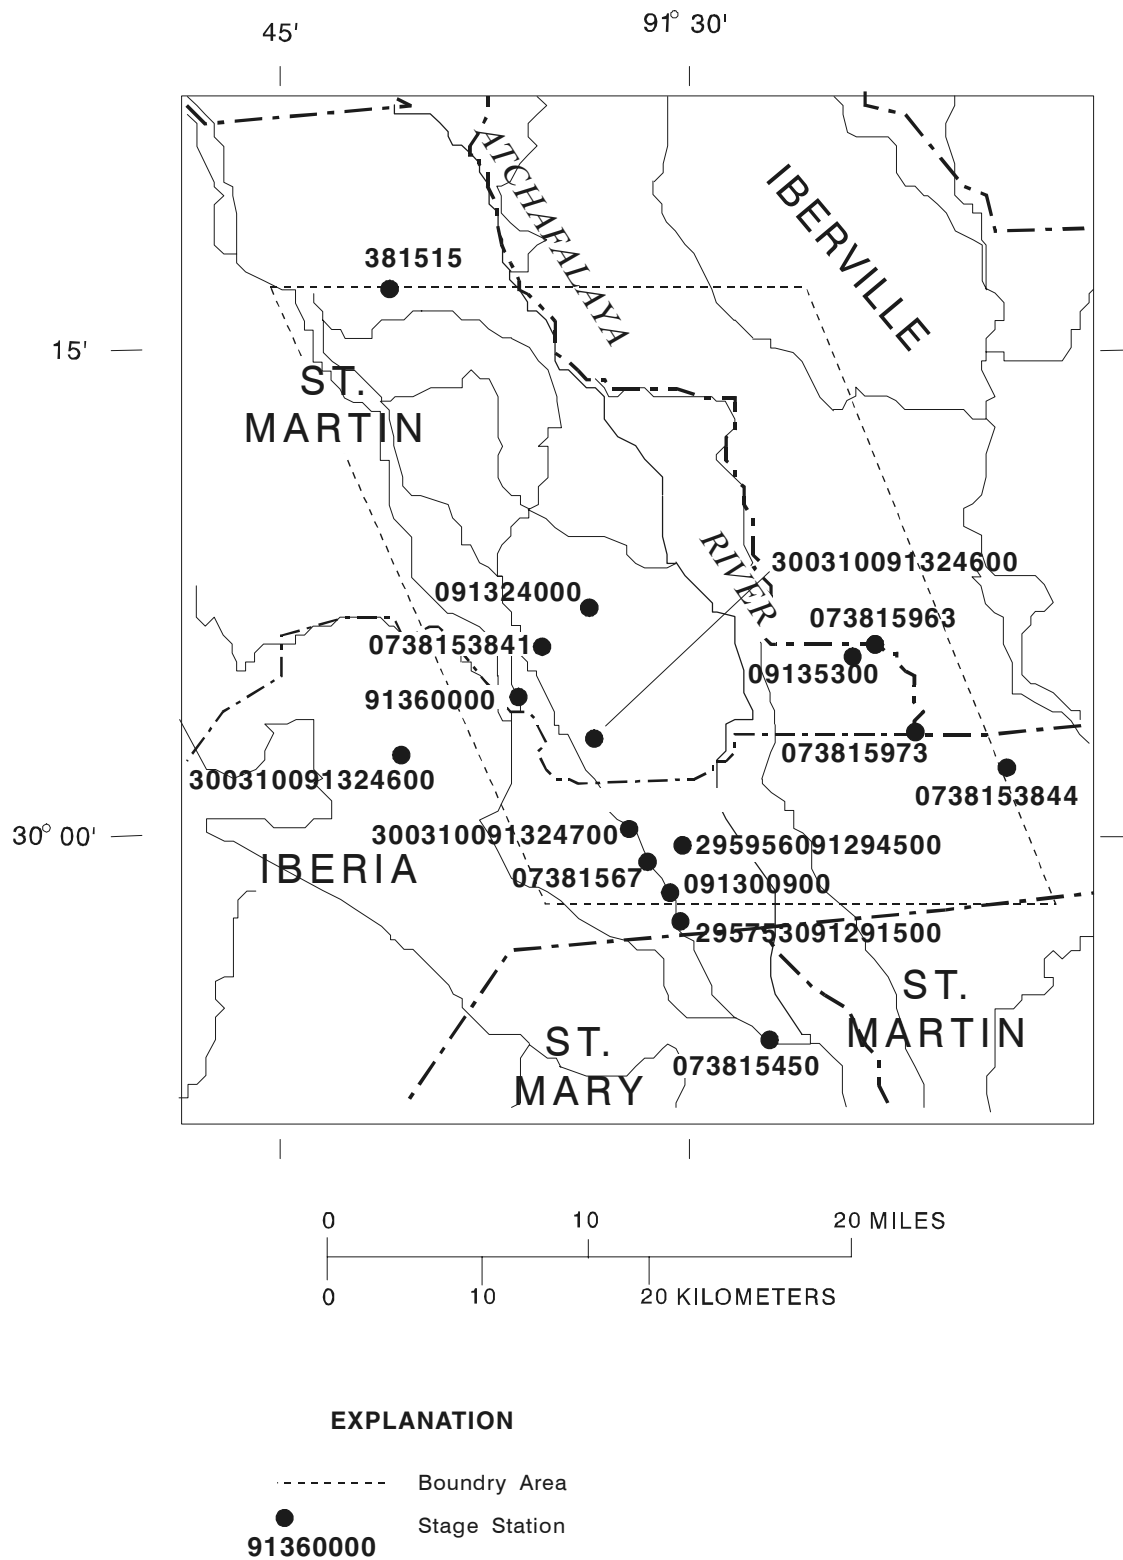 45'
91° 30'
ATCHAFALAYA
IBERVILLE
381515
15'
ST.
MARTIN
RIVER
300310091324600
091324000
073815963
0738153841
09135300
91360000
073815973
300310091324600
0738153844
30° 00'
300310091324700
295956091294500
IBERIA
07381567
091300900
295753091291500
ST.
MARTIN
ST.
MARY
073815450
0 10 20 MILES
0 10 20 KILOMETERS
EXPLANATION
Boundry Area
Stage Station
91360000